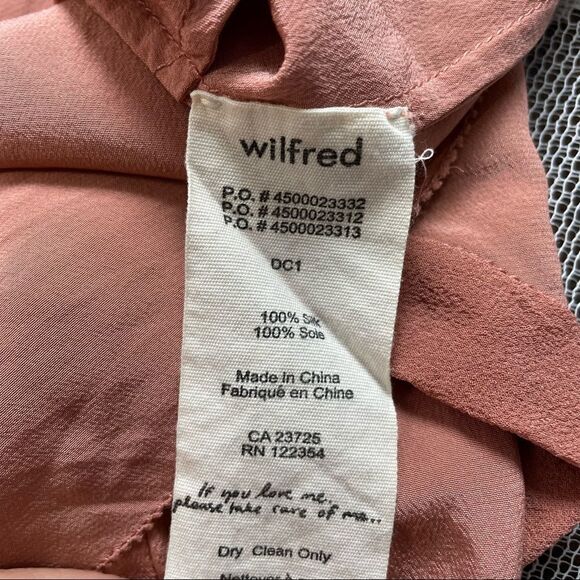 wilfred
P.O. # 4500023332
P.O. # 4500023312
P.O. # 4500023313
DC1
100% Silk
100% Soie
Made in China
Fabriqué en Chine
CA 23725
RN 122354
If you love me..
please take care of me..
Dry Clean Only
Nettoyer à